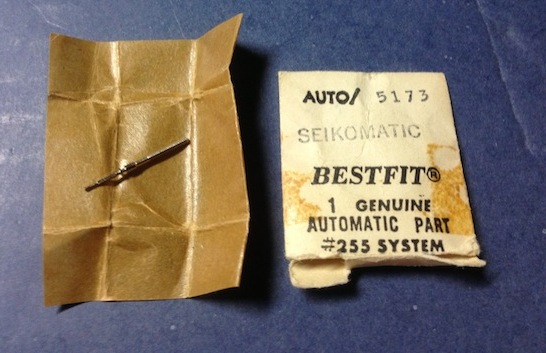 AUTO/ 5173
SEIKOMATIC
BESTFIT®
1 GENUINE
AUTOMATIC PART
#255 SYSTEM